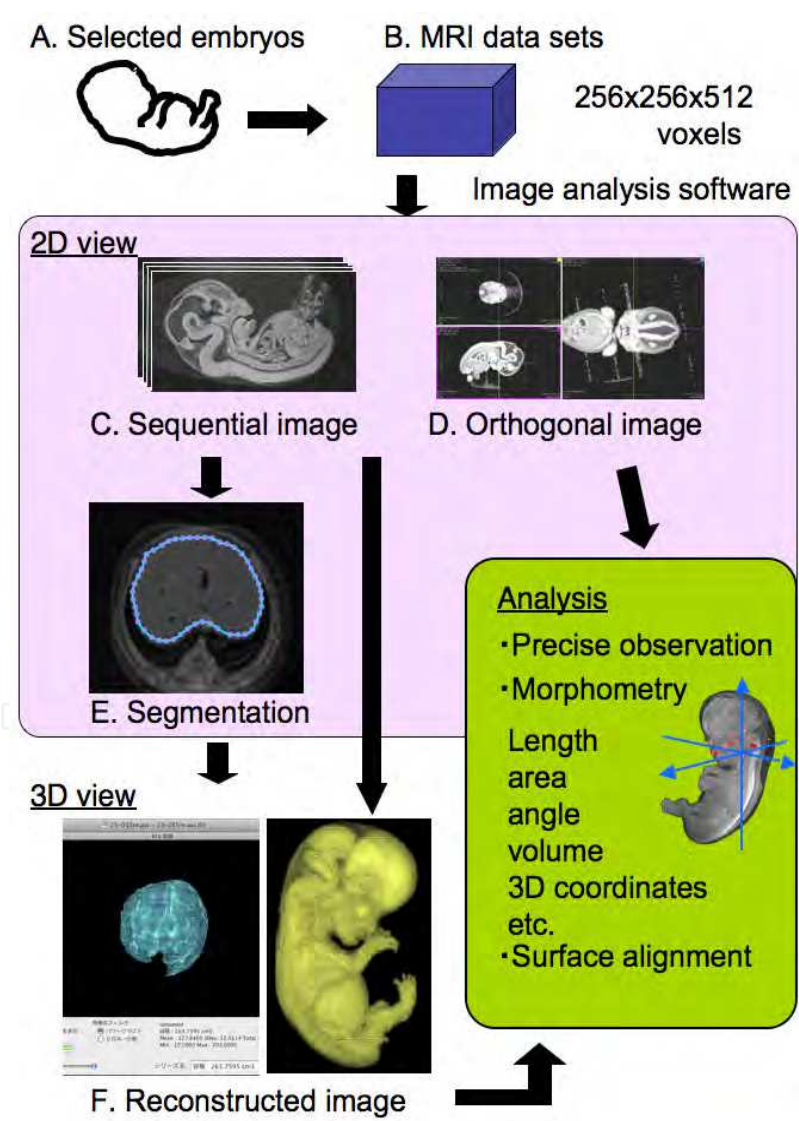 A. Selected embryos
B. MRI data sets
256x256x512
voxels
Image analysis software
2D view
C. Sequential image
D. Orthogonal image
E. Segmentation
Analysis
・Precise observation
・Morphometry
Length
area
angle
volume
3D coordinates
etc.
・Surface alignment
3D view
F. Reconstructed image